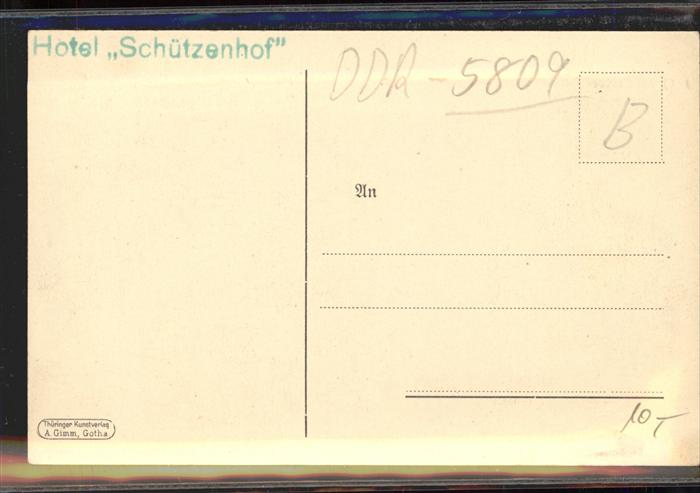 Hotel „Schützenhof"
DDR - 5809
B
An
Thüringer Kunstverlag
A. Gimm, Gotha
10,-